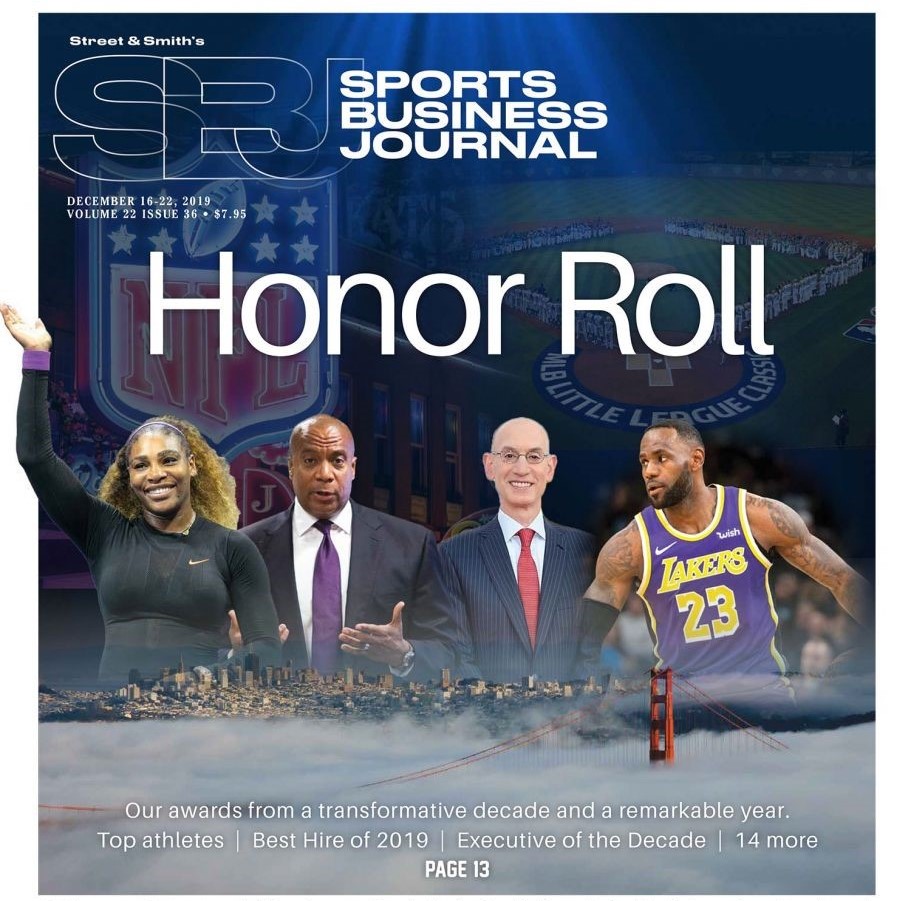 Street & Smith's
SBJ
SPORTS
BUSINESS
JOURNAL
DECEMBER 16-22, 2019
VOLUME 22 ISSUE 36 • $7.95
NFL
Honor Roll
MLB LITTLE LEAGUE CLASSIC
J
wish
LAKERS
23
Our awards from a transformative decade and a remarkable year.
Top athletes | Best Hire of 2019 | Executive of the Decade | 14 more
PAGE 13